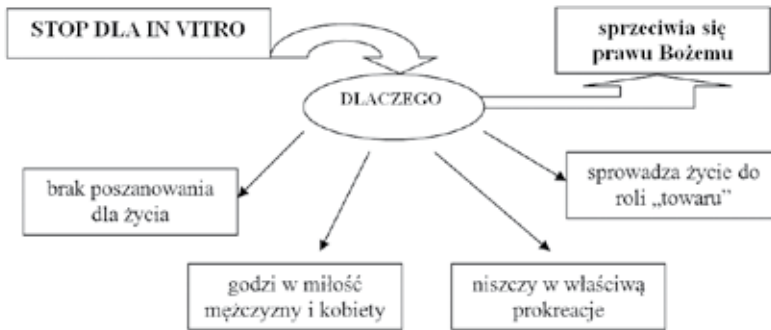 STOP DLA IN VITRO
sprzeciwia się
prawu Bożemu
DLACZEGO
brak poszanowania
dla życia
sprowadza życie do
roli „towaru”
godzi w miłość
mężczyzny i kobiety
niszczy w właściwą
prokreacje